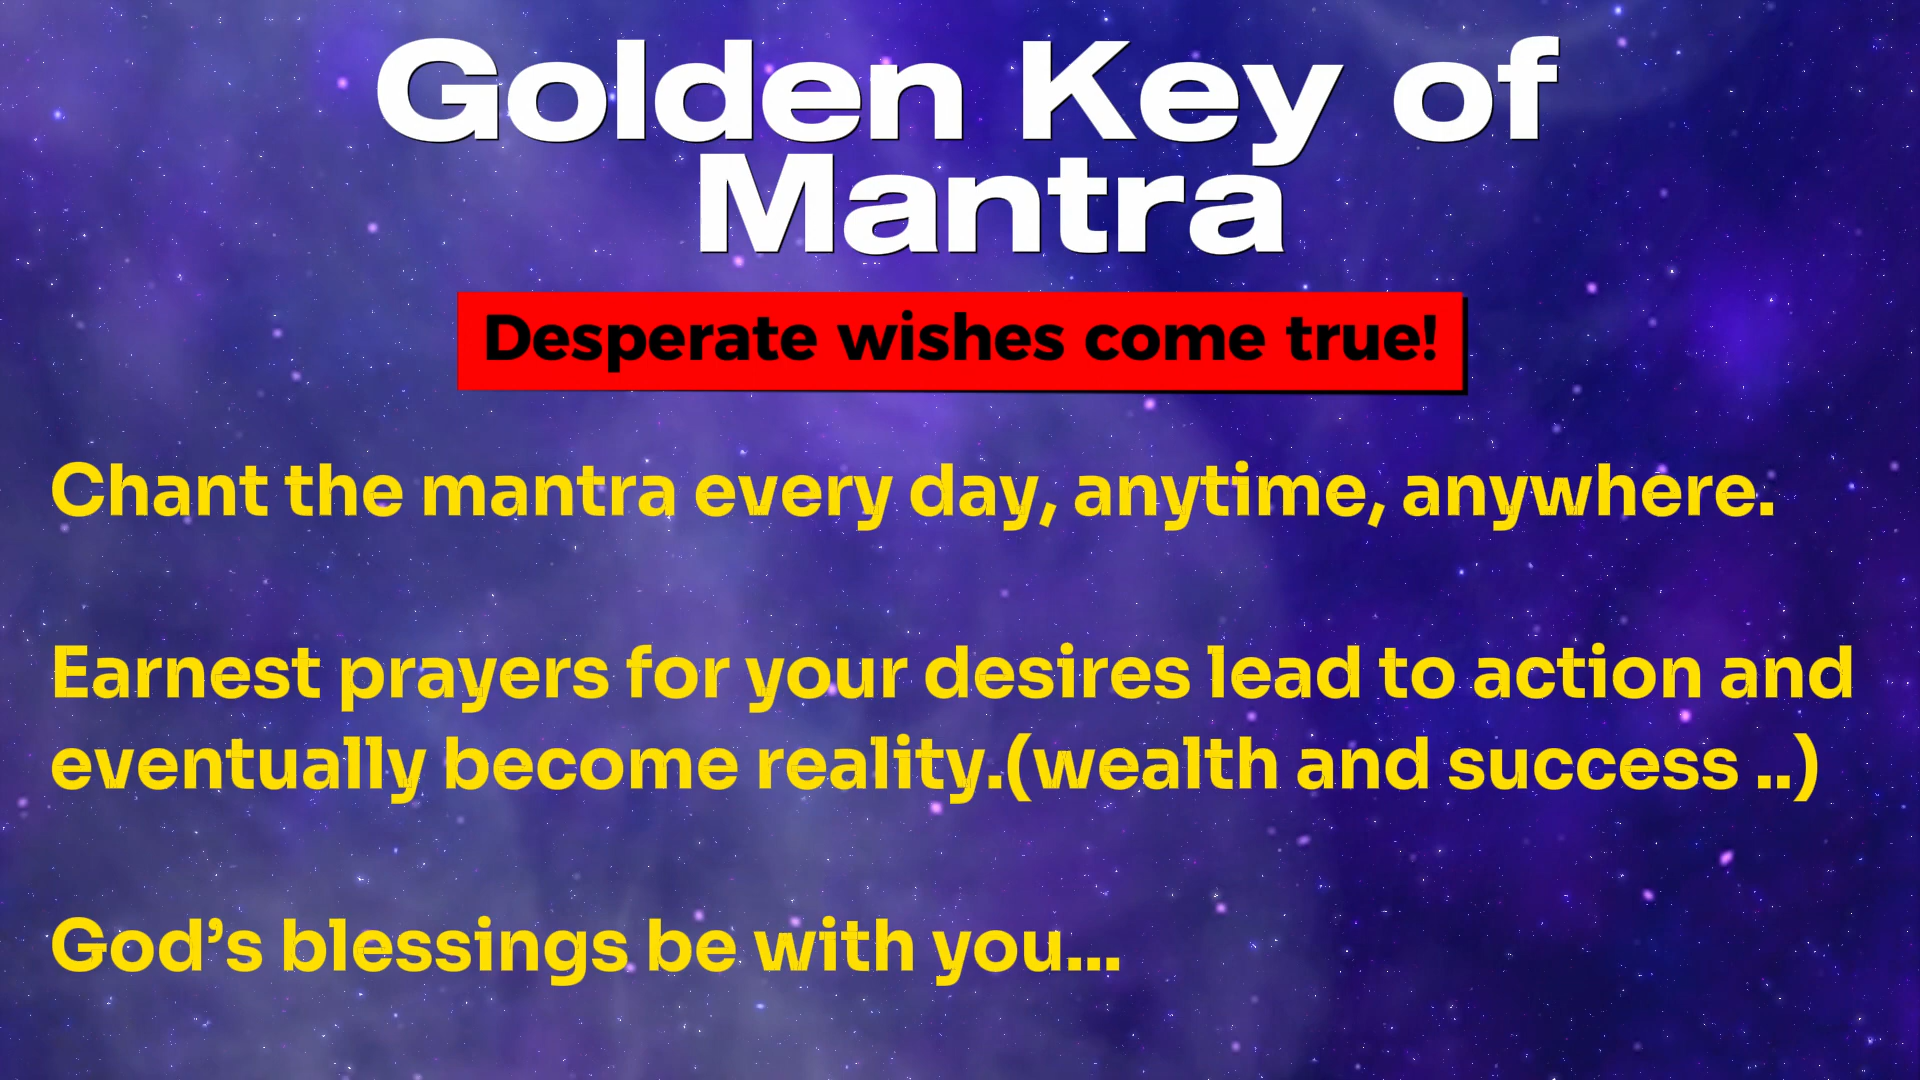 Golden Key of
Mantra
Desperate wishes come true!
Chant the mantra every day, anytime, anywhere.
Earnest prayers for your desires lead to action and
eventually become reality.(wealth and success ..)
God’s blessings be with you...